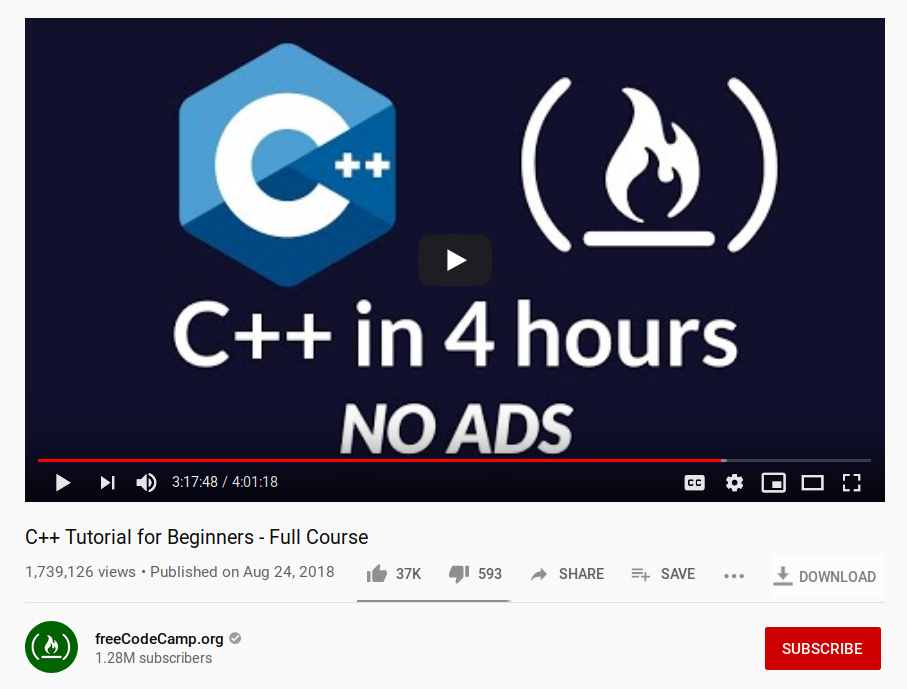 C++
C++ in 4 hours
NO ADS
3:17:48 / 4:01:18
CC
C++ Tutorial for Beginners - Full Course
1,739,126 views • Published on Aug 24, 2018
37K
593
SHARE
SAVE
DOWNLOAD
freeCodeCamp.org
1.28M subscribers
SUBSCRIBE